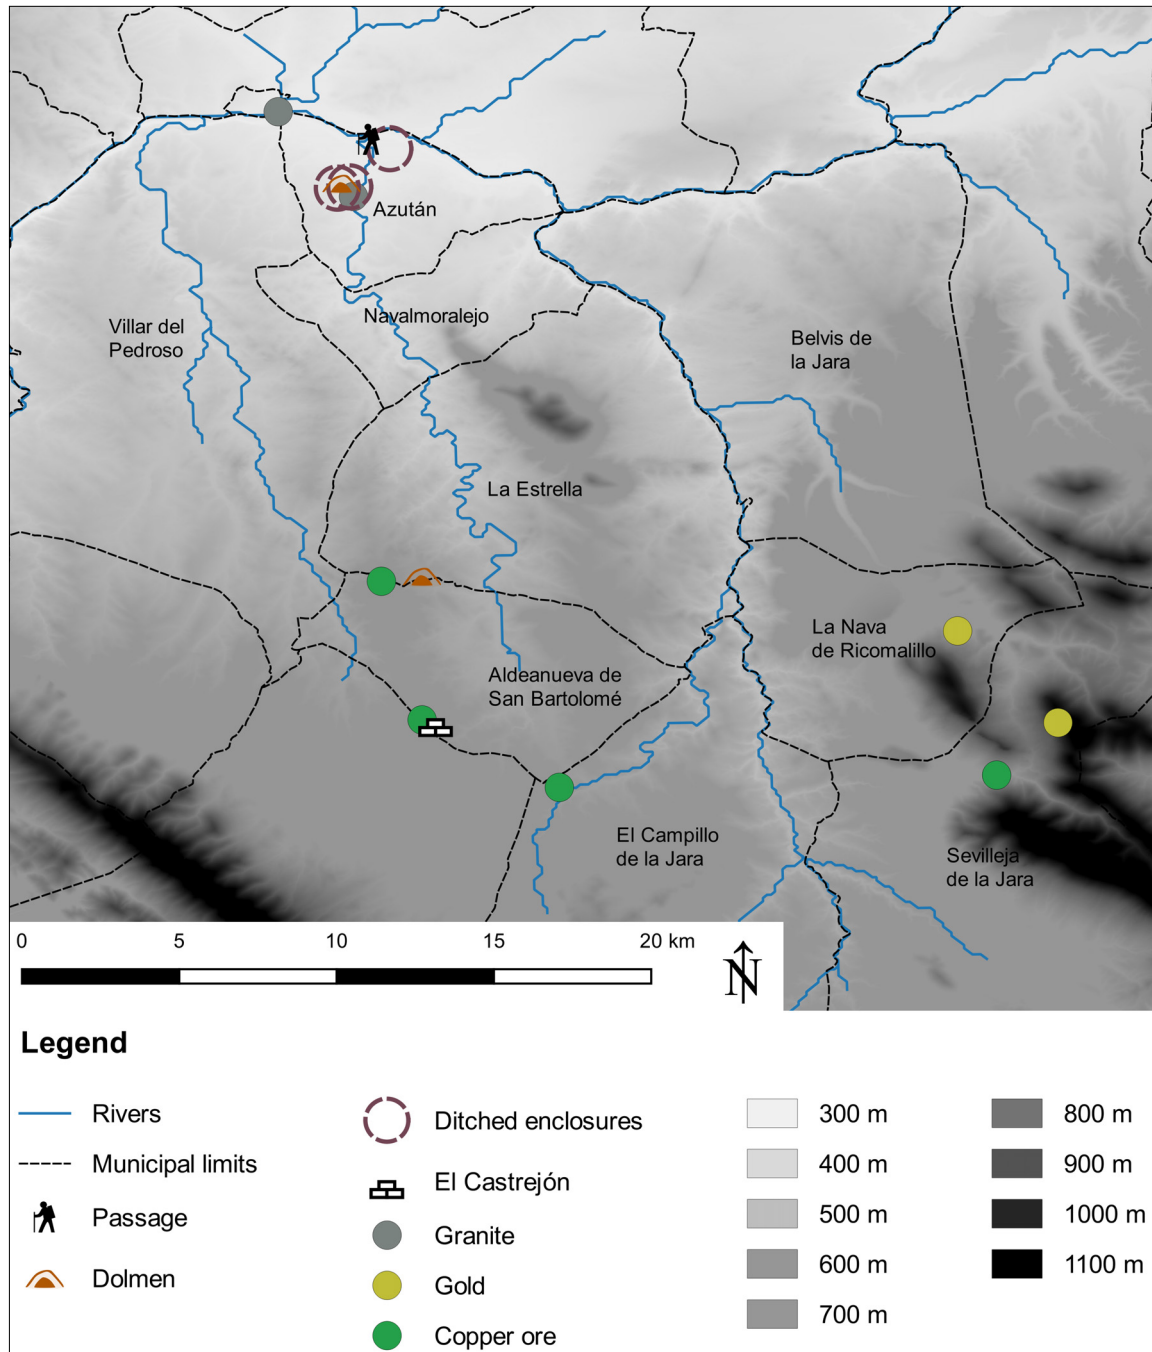 Azután
Navalmoralejo
Villar del
Pedroso
Belvis de
la Jara
La Estrella
La Nava
de Ricomalillo
Aldeanueva de
San Bartolomé
El Campillo
de la Jara
Sevilleja
de la Jara
0 5 10 15 20 km
N
Legend
Rivers
Municipal limits
Passage
Dolmen
Ditched enclosures
El Castrejón
Granite
Gold
Copper ore
300 m
400 m
500 m
600 m
700 m
800 m
900 m
1000 m
1100 m